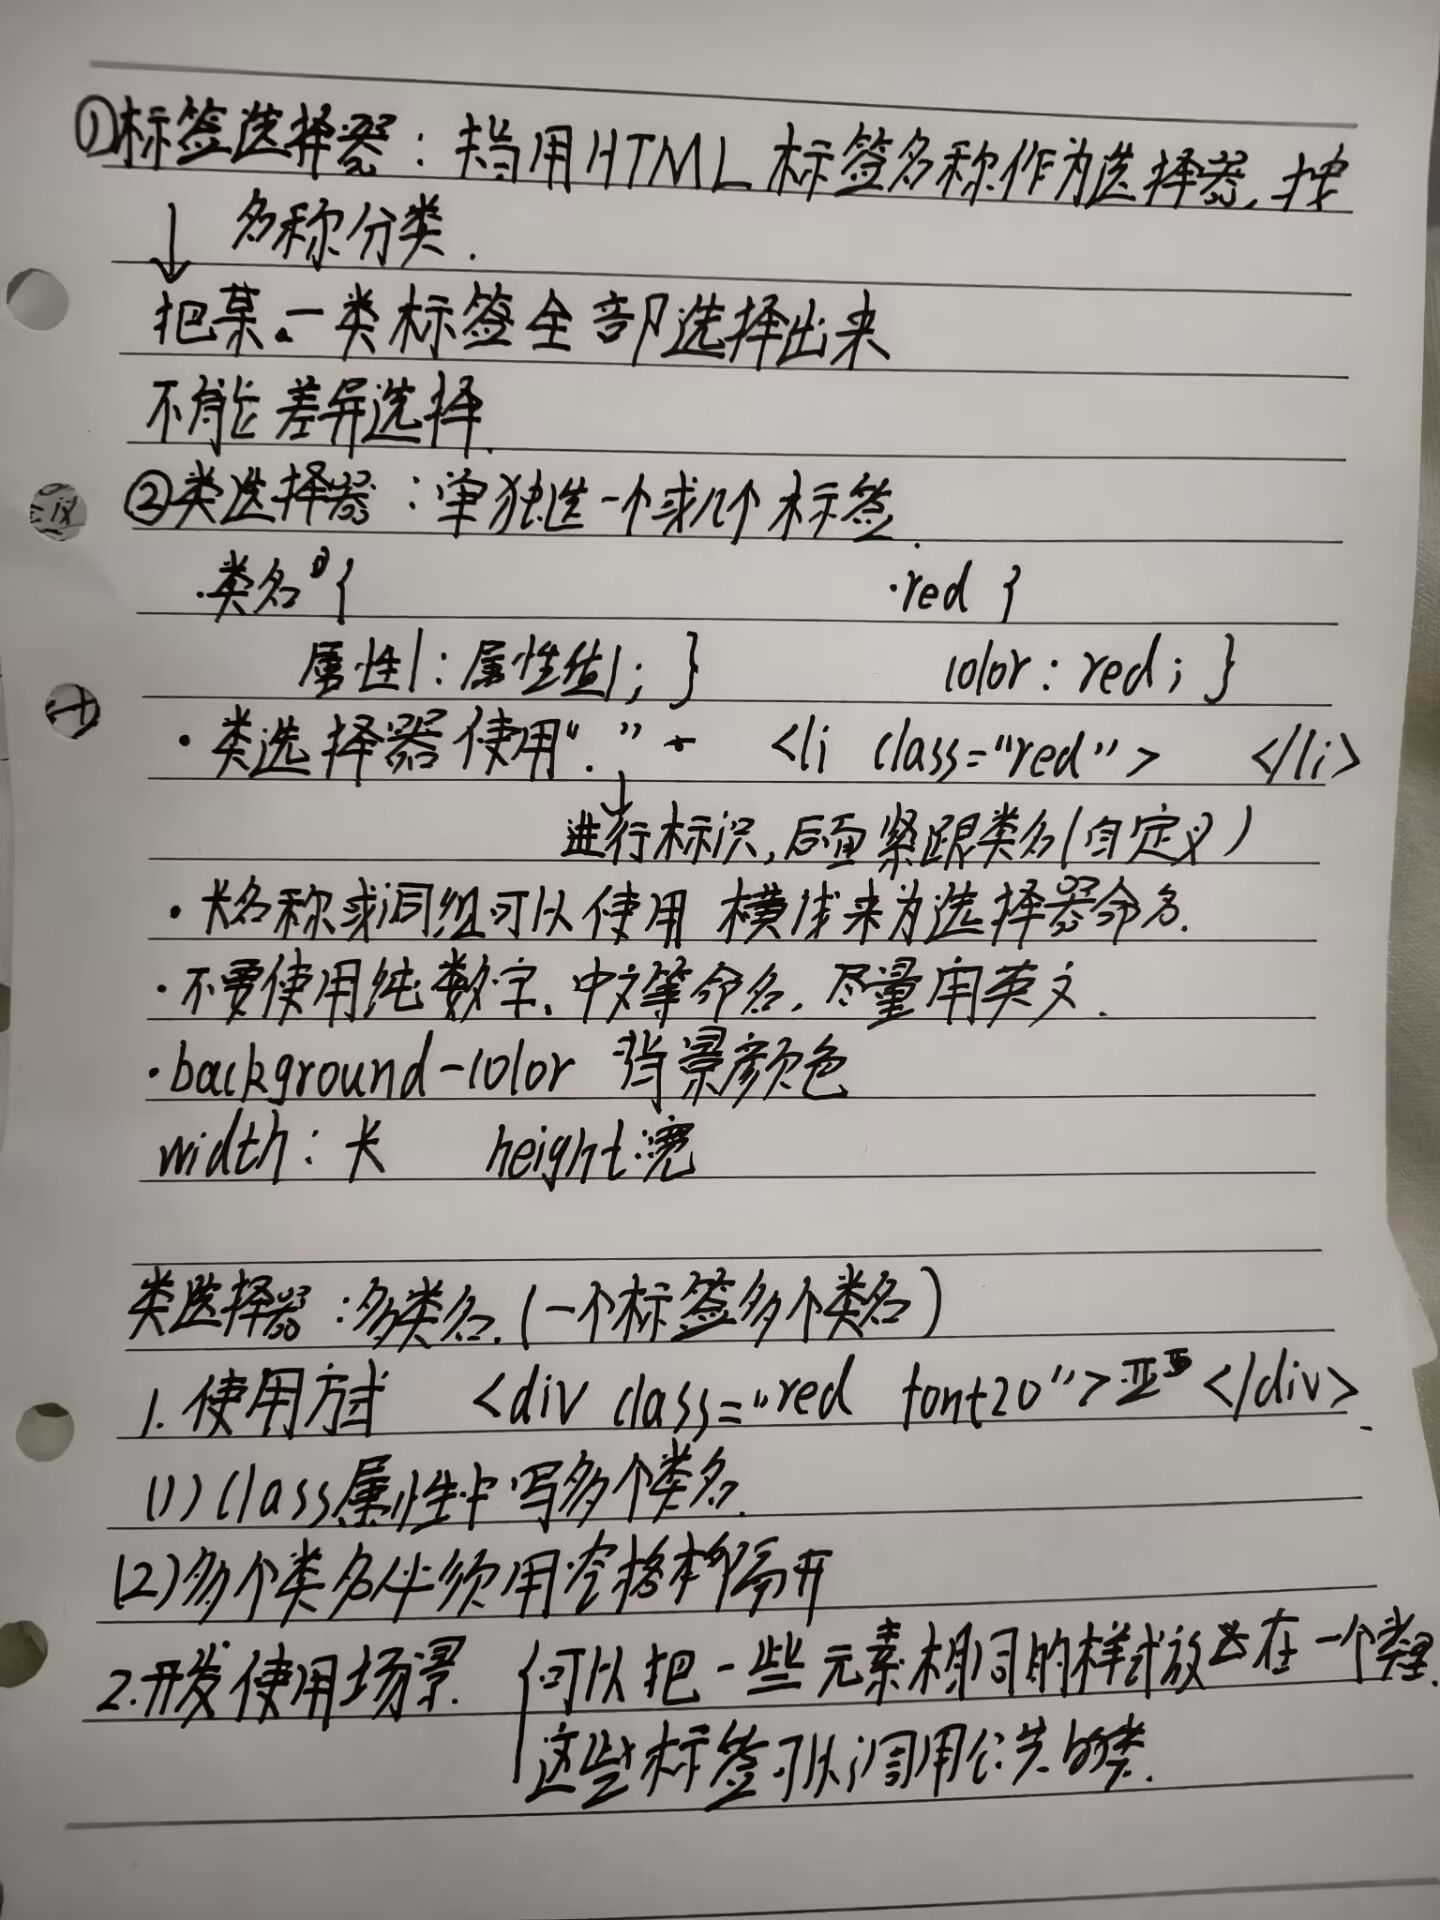 ①标签选择器：指用HTML标签名称作为选择器，按
名称分类.
把某一类标签全部选择出来
不能差异选择.
②类选择器：单独选一个或几个标签.
.类名{ .red {
属性1：属性值1；} color：red；}
·类选择器使用“.” <li class="red"> </li>
进行标识，后面紧跟类名（自定义）
·长名称或词组可以使用 横线来为选择器命名.
·不要使用纯数字、中文等命名，尽量用英文.
·background-color 背景颜色
width：长 height：宽
类选择器：多类名.（一个标签多个类名）
1.使用方式 <div class="red font20"> </div>
(1)class属性中写多个类名.
(2)多个类名必须用空格隔开
2.开发使用场景. {可以把一些元素相同的样式放在一个类里.
这些标签可以调用公共的类.